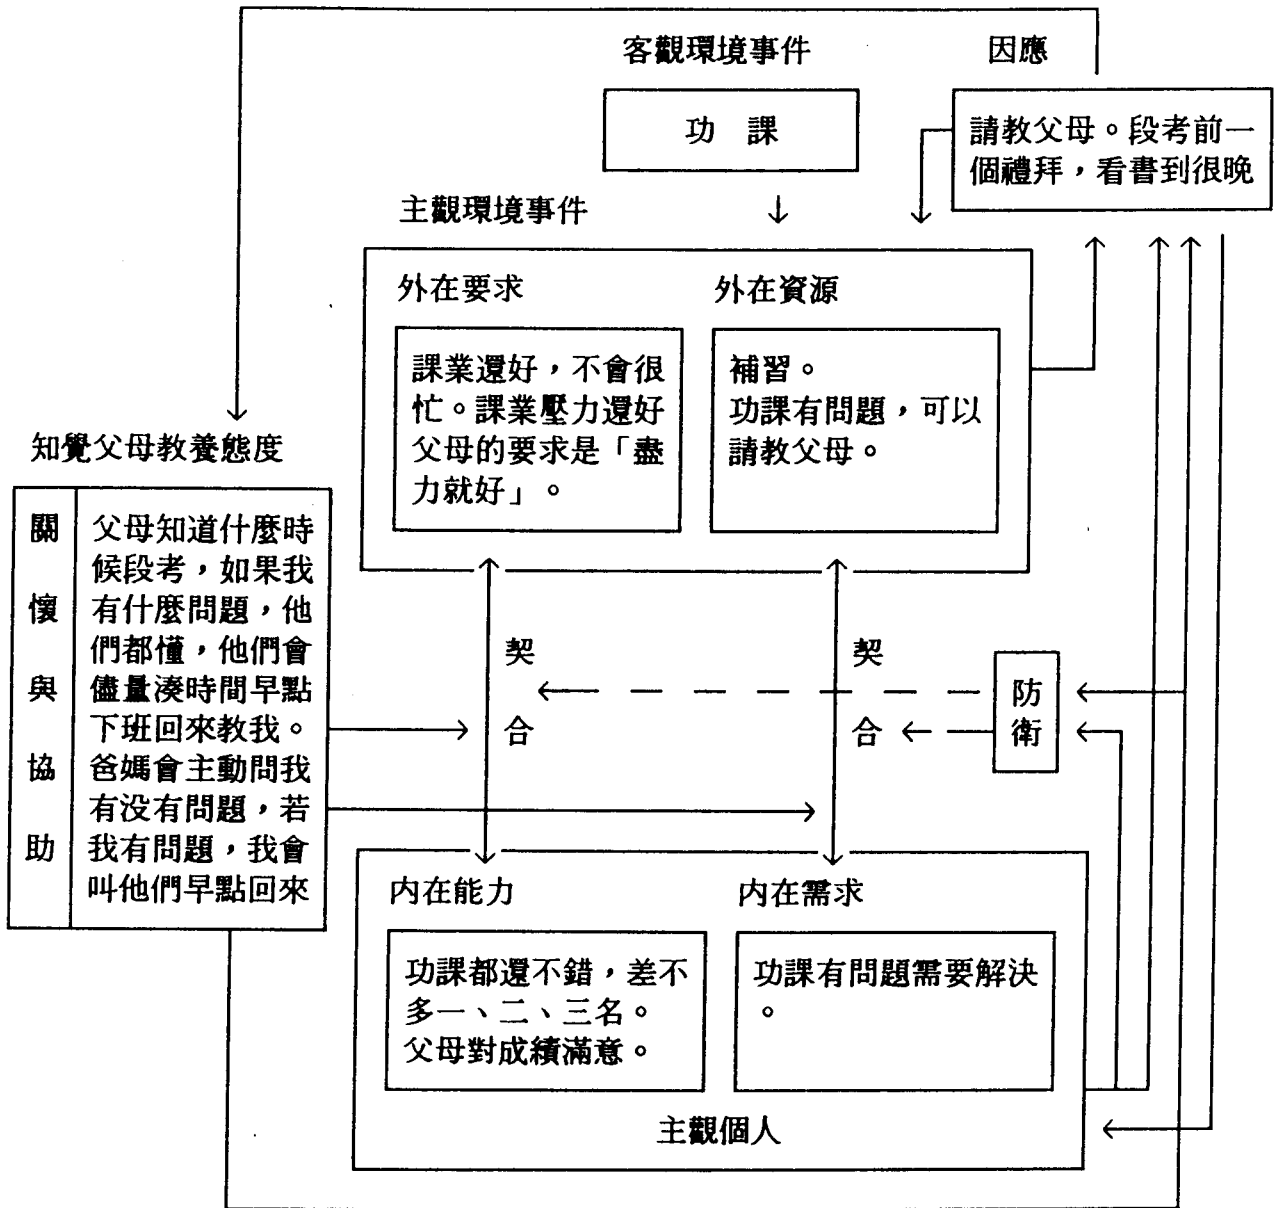 客觀環境事件
因應
功　課
請教父母。段考前一
個禮拜，看書到很晚
主觀環境事件
外在要求
課業還好，不會很
忙。課業壓力還好
父母的要求是「盡
力就好」。
外在資源
補習。
功課有問題，可以
請教父母。
知覺父母教養態度
關懷與協助
父母知道什麼時
候段考，如果我
有什麼問題，他
們都懂，他們會
儘量湊時間早點
下班回來教我。
爸媽會主動問我
有没有問題，若
我有問題，我會
叫他們早點回來
契合
契合
防衛
内在能力
功課都還不錯，差不
多一、二、三名。
父母對成績滿意。
内在需求
功課有問題需要解決
。
主觀個人